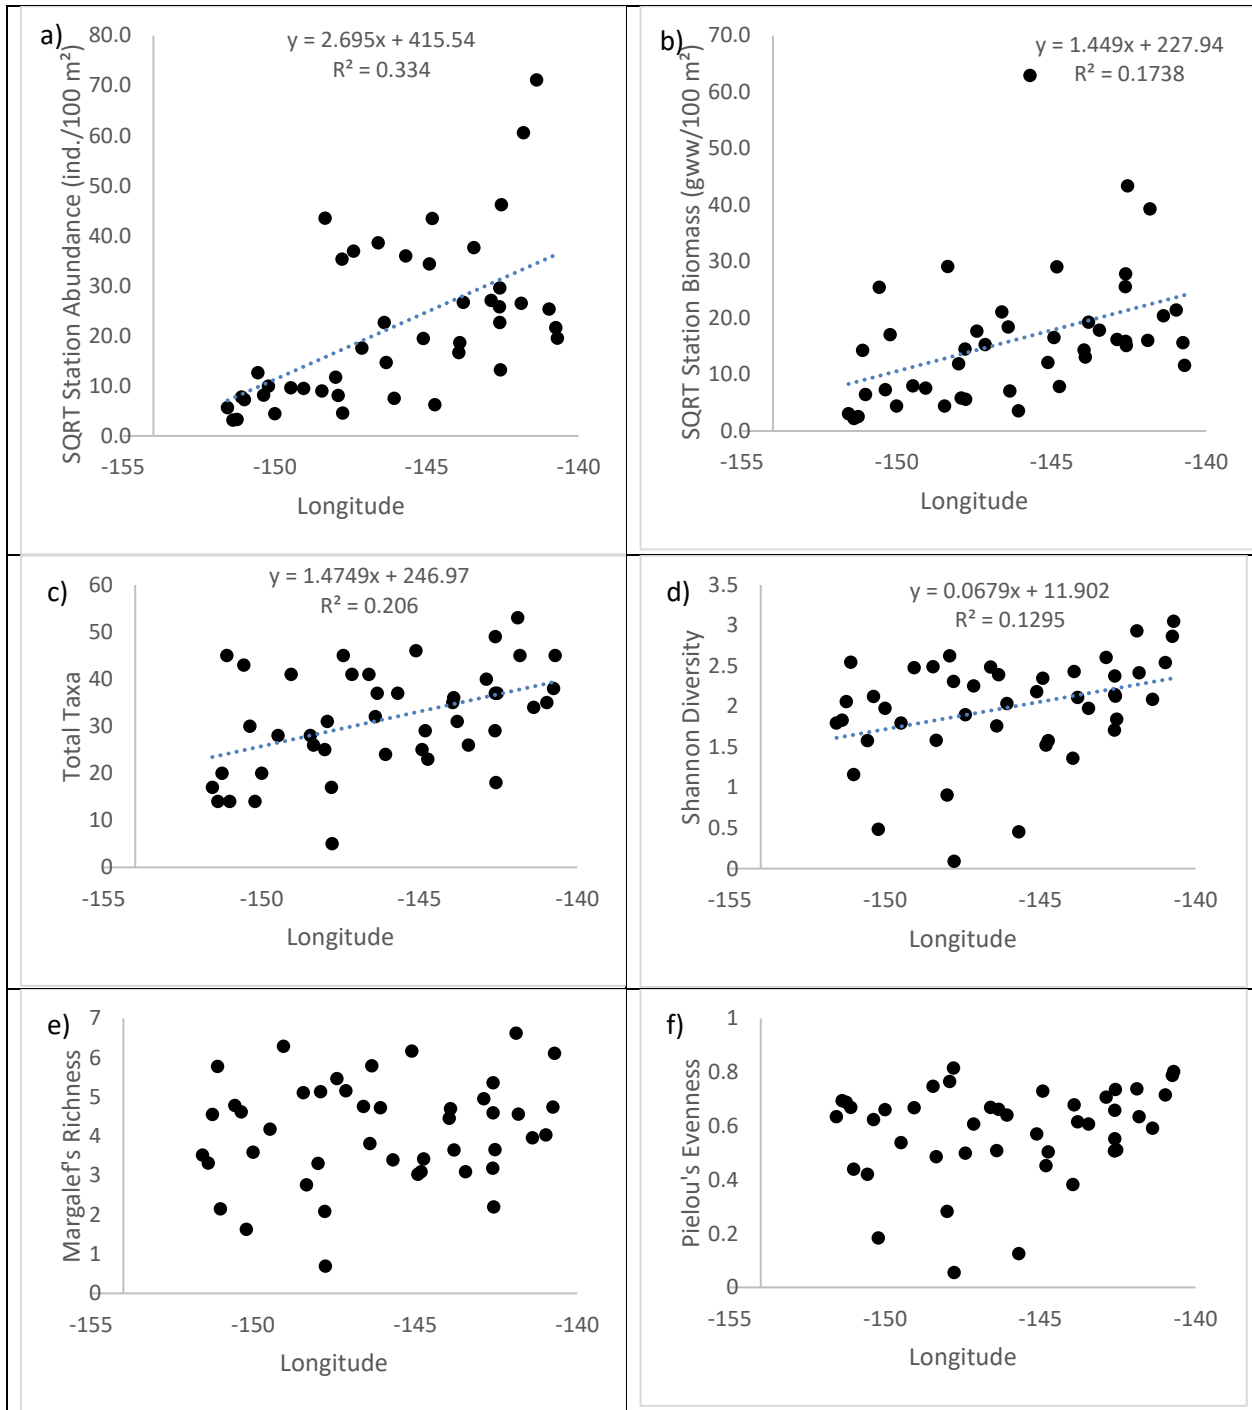 a)
y = 2.695x + 415.54
R² = 0.334
SQRT Station Abundance (ind./100 m²)
80.0
70.0
60.0
50.0
40.0
30.0
20.0
10.0
0.0
-155 -150 -145 -140
Longitude
b)
y = 1.449x + 227.94
R² = 0.1738
SQRT Station Biomass (gww/100 m²)
70.0
60.0
50.0
40.0
30.0
20.0
10.0
0.0
-155 -150 -145 -140
Longitude
c)
y = 1.4749x + 246.97
R² = 0.206
Total Taxa
60
50
40
30
20
10
0
-155 -150 -145 -140
Longitude
d)
y = 0.0679x + 11.902
R² = 0.1295
Shannon Diversity
3.5
3
2.5
2
1.5
1
0.5
0
-155 -150 -145 -140
Longitude
e)
Margalef's Richness
7
6
5
4
3
2
1
0
-155 -150 -145 -140
Longitude
f)
Pielou's Evenness
1
0.8
0.6
0.4
0.2
0
-155 -150 -145 -140
Longitude